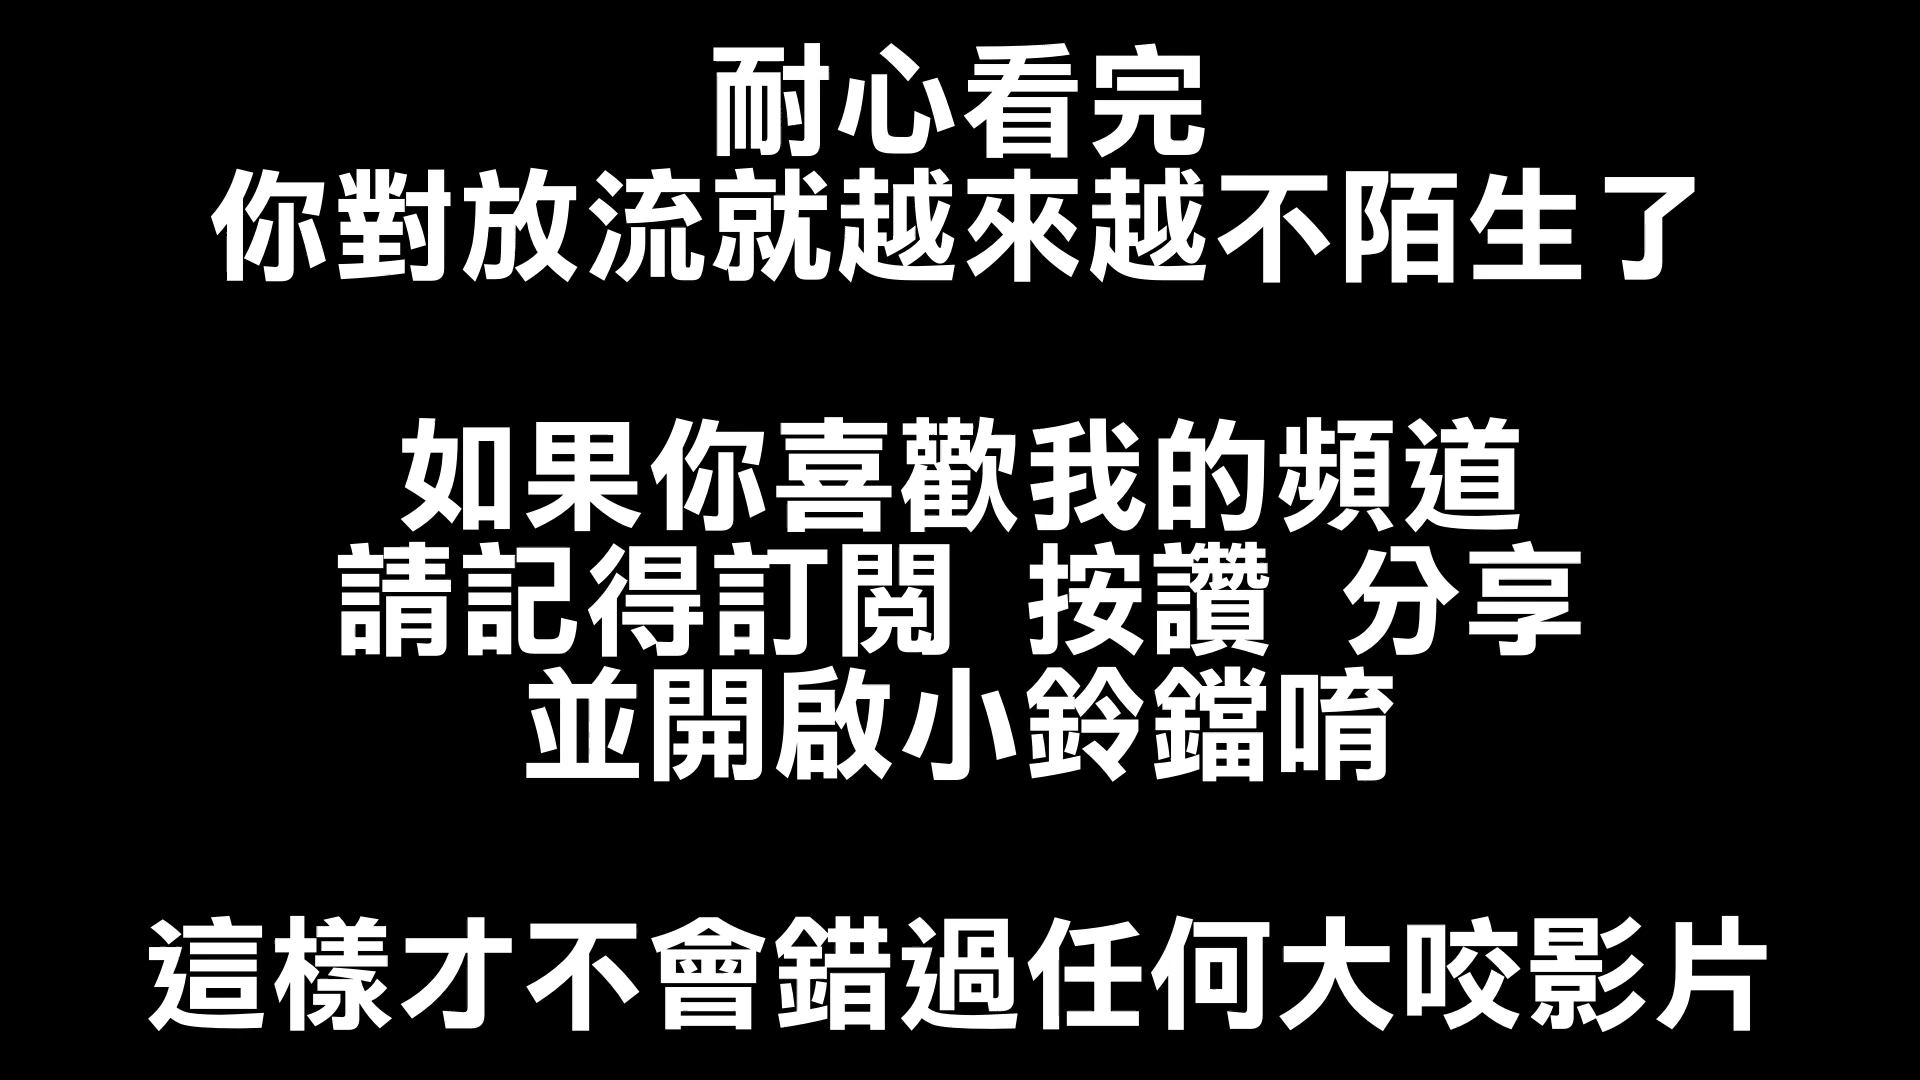 耐心看完
你對放流就越來越不陌生了
如果你喜歡我的頻道
請記得訂閱 按讚 分享
並開啟小鈴鐺唷
這樣才不會錯過任何大咬影片